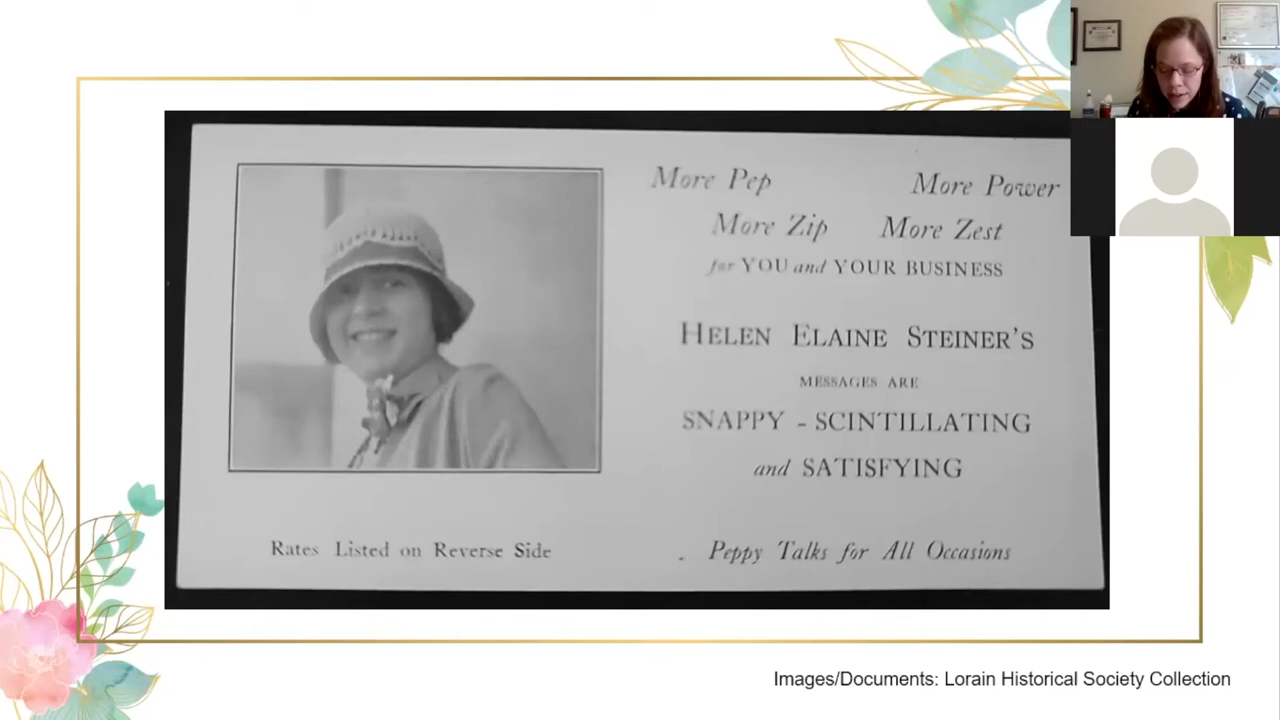 More Pep More Power
More Zip More Zest
for YOU and YOUR BUSINESS
HELEN ELAINE STEINER'S
MESSAGES ARE
SNAPPY - SCINTILLATING
and SATISFYING
Rates Listed on Reverse Side
Peppy Talks for All Occasions
Images/Documents: Lorain Historical Society Collection